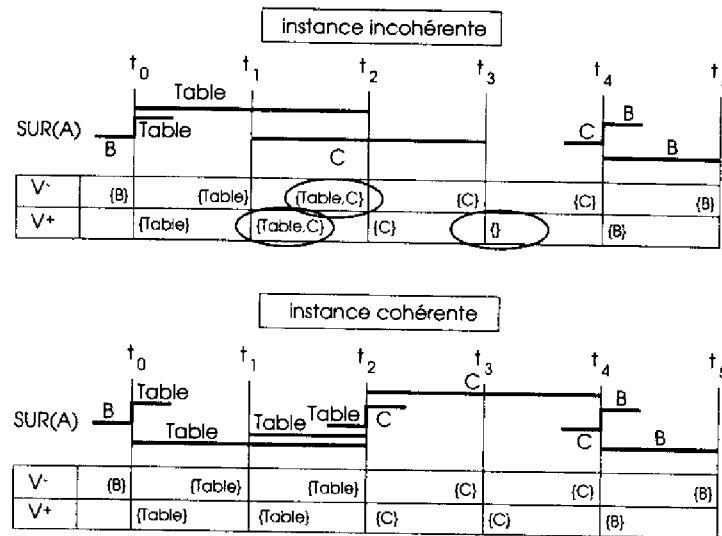 instance incohérente
t0 t1 t2 t3 t4 t
Table
SUR(A) B Table C C B B
V- {B} {Table} {Table,C} {C} {C} {B}
V+ {Table} {Table,C} {C} {} {B}
instance cohérente
t0 t1 t2 t3 t4 t5
C
SUR(A) B Table Table Table Table C C B B
V- {B} {Table} {Table} {C} {C} {B}
V+ {Table} {Table} {C} {C} {B}